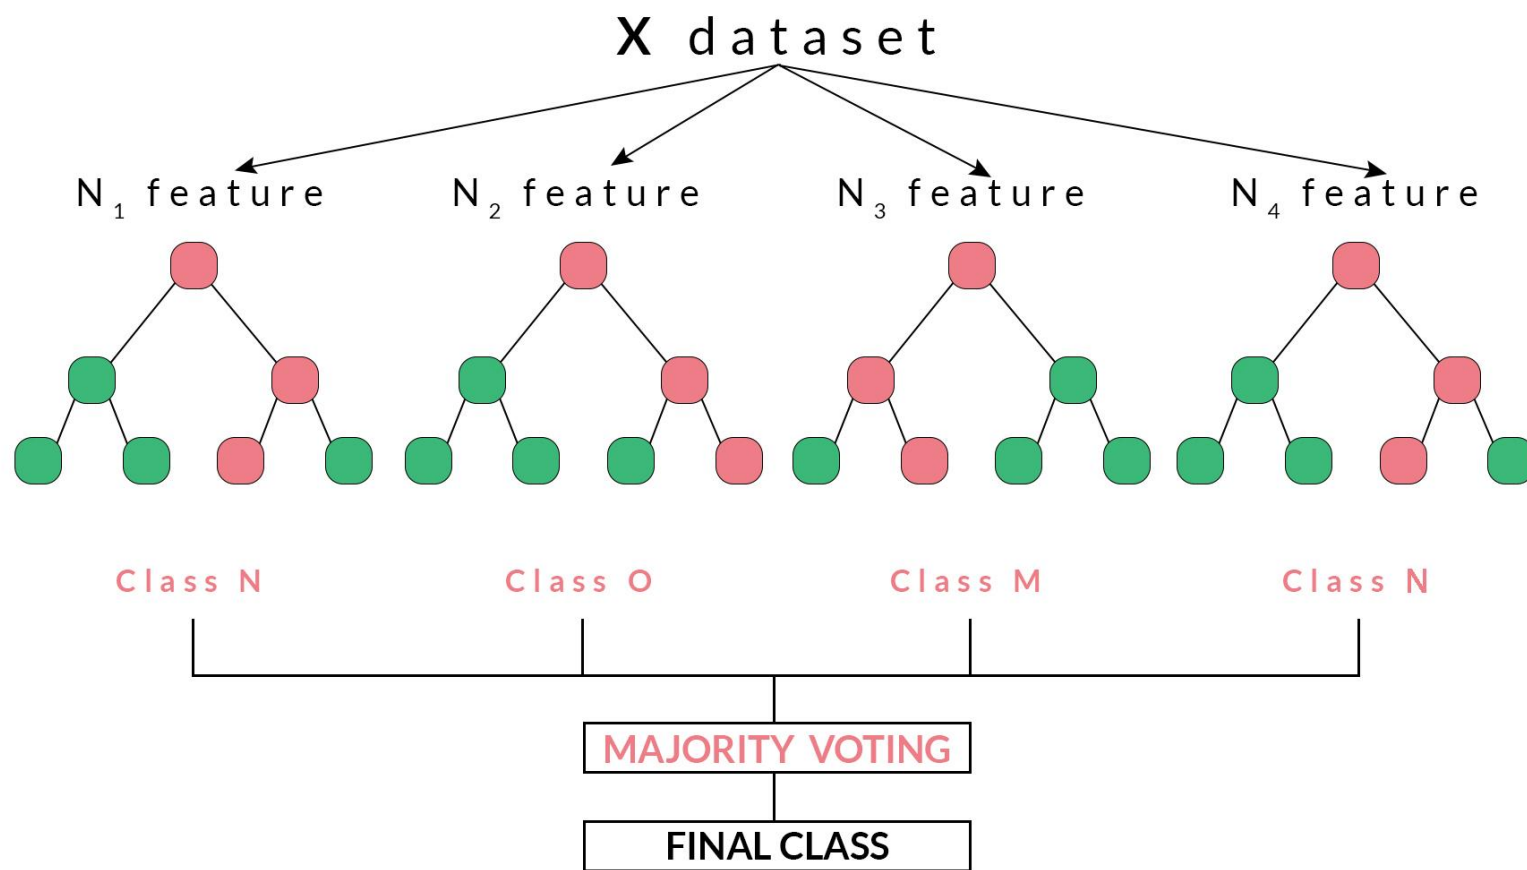 X dataset
N₁ feature N₂ feature N₃ feature N₄ feature
Class N Class O Class M Class N
MAJORITY VOTING
FINAL CLASS